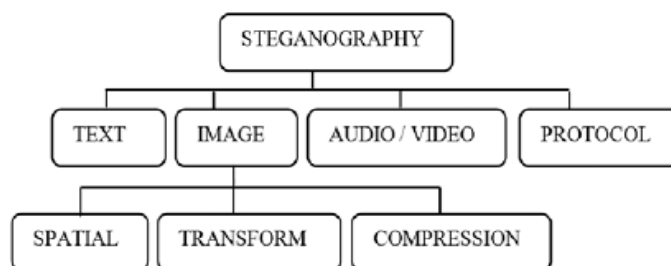 STEGANOGRAPHY
TEXT
IMAGE
AUDIO / VIDEO
PROTOCOL
SPATIAL
TRANSFORM
COMPRESSION